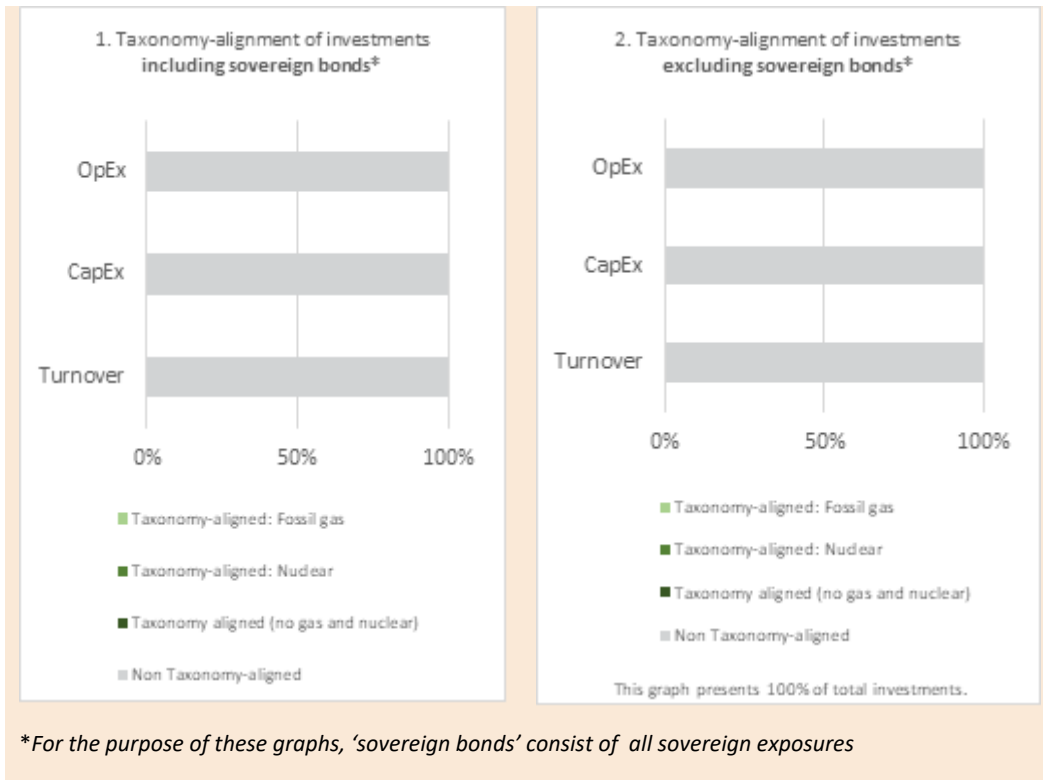 1. Taxonomy-alignment of investments
including sovereign bonds*
OpEx
CapEx
Turnover
0% 50% 100%
Taxonomy-aligned: Fossil gas
Taxonomy-aligned: Nuclear
Taxonomy aligned (no gas and nuclear)
Non Taxonomy-aligned
2. Taxonomy-alignment of investments
excluding sovereign bonds*
OpEx
CapEx
Turnover
0% 50% 100%
Taxonomy-aligned: Fossil gas
Taxonomy-aligned: Nuclear
Taxonomy aligned (no gas and nuclear)
Non Taxonomy-aligned
This graph presents 100% of total investments.
*For the purpose of these graphs, ‘sovereign bonds’ consist of all sovereign exposures